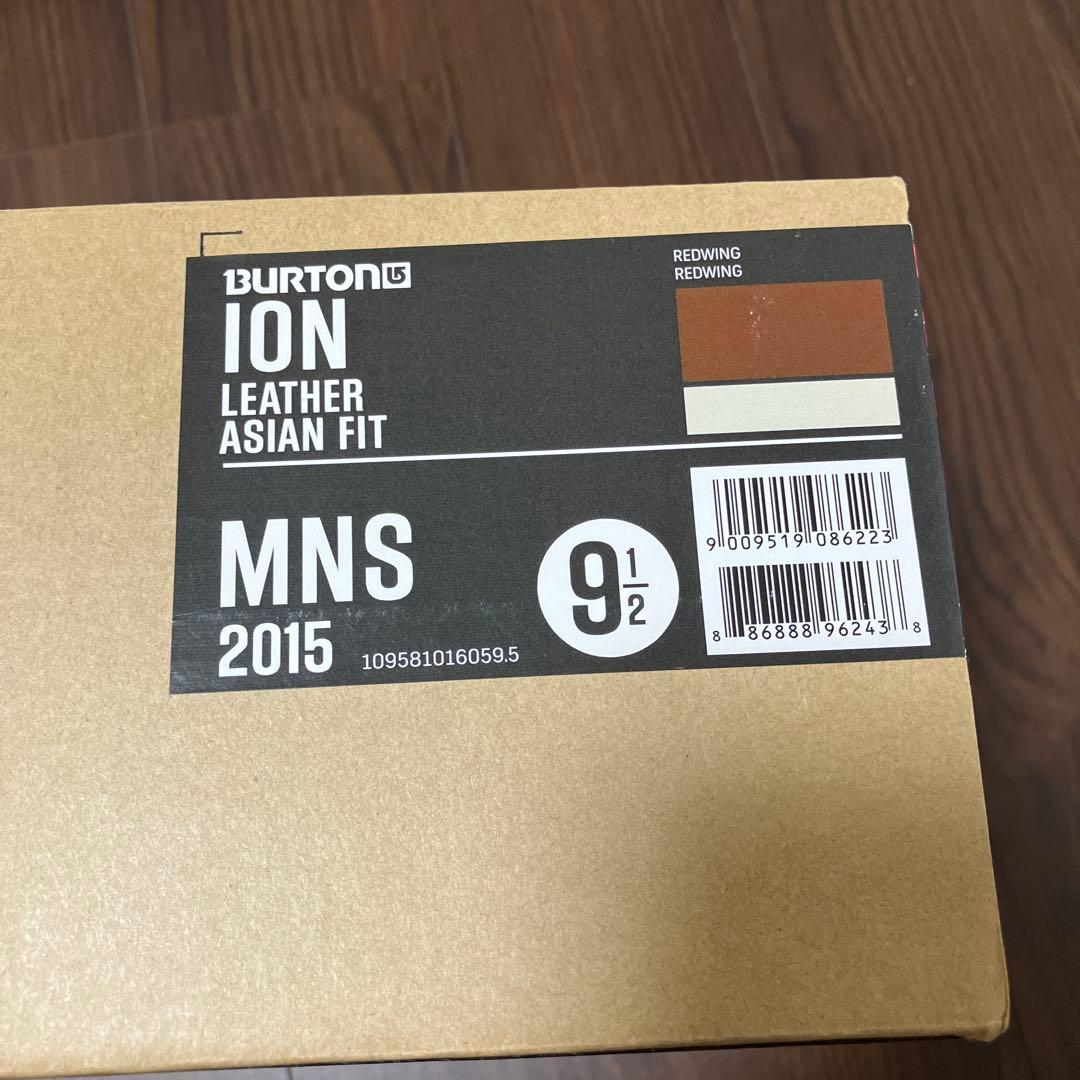 BURTON
ION
LEATHER
ASIAN FIT
REDWING
REDWING
MNS
2015
109581016059.5
9 1/2
9 009519 086223
8 86888 96243 8